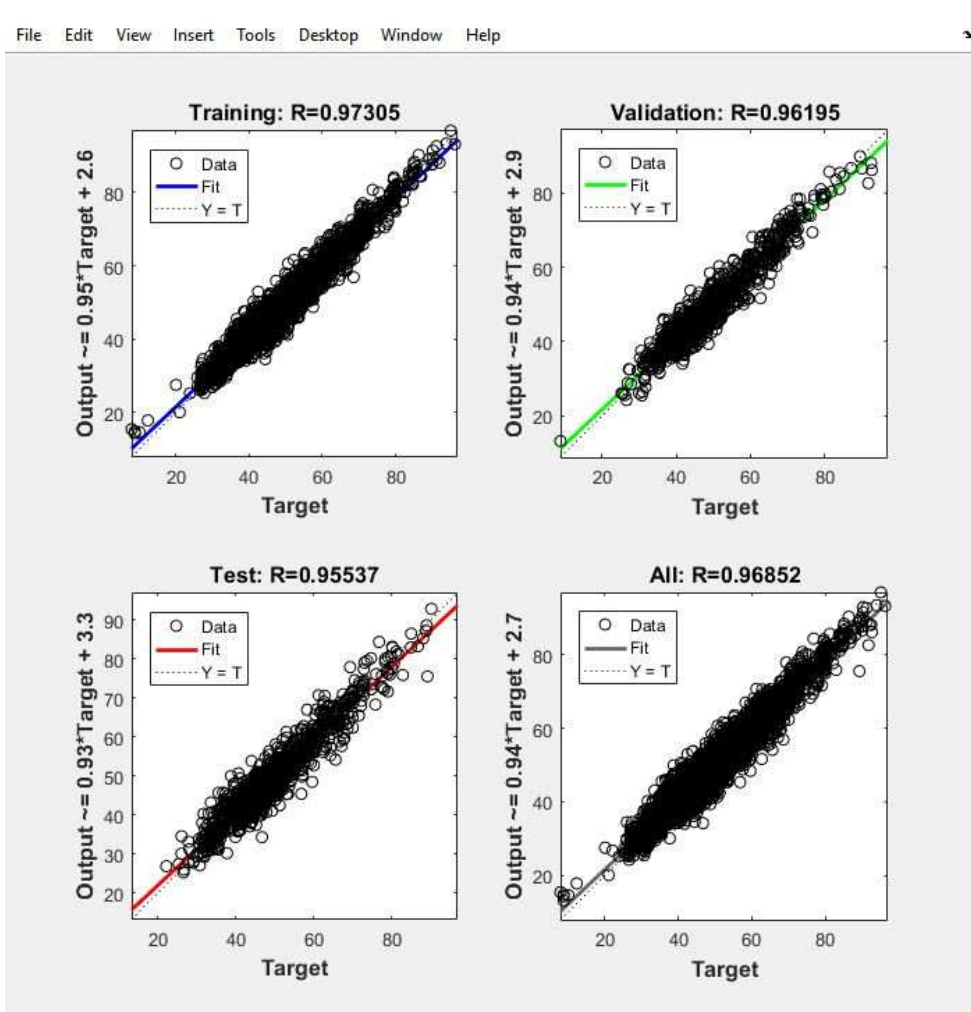 File Edit View Insert Tools Desktop Window Help
Training: R=0.97305
Output ~= 0.95*Target + 2.6
Data
Fit
Y = T
80
60
40
20
20 40 60 80
Target
Validation: R=0.96195
Output ~= 0.94*Target + 2.9
Data
Fit
Y = T
80
60
40
20
20 40 60 80
Target
Test: R=0.95537
Output ~= 0.93*Target + 3.3
Data
Fit
Y = T
90
80
70
60
50
40
30
20
20 40 60 80
Target
All: R=0.96852
Output ~= 0.94*Target + 2.7
Data
Fit
Y = T
80
60
40
20
20 40 60 80
Target